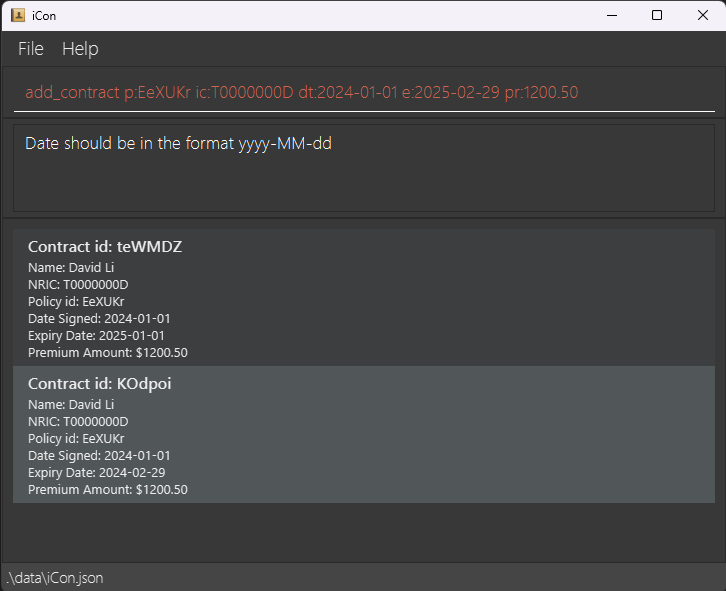 iCon
File Help
add_contract p:EeXUKr ic:T0000000D dt:2024-01-01 e:2025-02-29 pr:1200.50
Date should be in the format yyyy-MM-dd
Contract id: teWMDZ
Name: David Li
NRIC: T0000000D
Policy id: EeXUKr
Date Signed: 2024-01-01
Expiry Date: 2025-01-01
Premium Amount: $1200.50
Contract id: KOdpoi
Name: David Li
NRIC: T0000000D
Policy id: EeXUKr
Date Signed: 2024-01-01
Expiry Date: 2024-02-29
Premium Amount: $1200.50
.\data\iCon.json